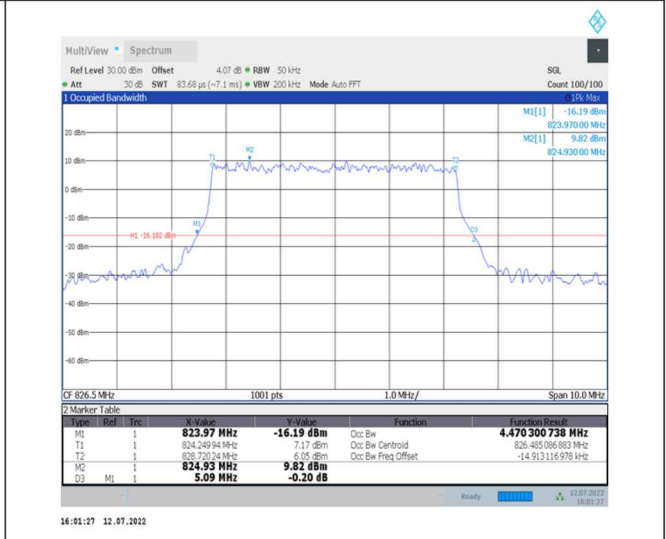 MultiView Spectrum
Ref Level 30.00 dBm Offset 4.07 dB RBW 50 kHz SGL
Att 30 dB SWT 83.68 µs (~7.1 ms) VBW 200 kHz Mode Auto FFT Count 100/100
1 Occupied Bandwidth 1Pk Max
M1[1] -16.19 dBm
823.97000 MHz
M2[1] 9.82 dBm
824.93000 MHz
20 dBm
M2
T1 T2
10 dBm
0 dBm
-10 dBm
M1
D3
H1 -16.182 dBm
-20 dBm
-30 dBm
-40 dBm
-50 dBm
-60 dBm
CF 826.5 MHz 1001 pts 1.0 MHz/ Span 10.0 MHz
2 Marker Table
Type Ref Trc X-Value Y-Value Function Function Result
M1 1 823.97 MHz -16.19 dBm Occ Bw 4.470 300 738 MHz
T1 1 824.249 94 MHz 7.17 dBm Occ Bw Centroid 826.485 086 883 MHz
T2 1 828.720 24 MHz 6.05 dBm Occ Bw Freq Offset -14.913 116 978 kHz
M2 1 824.93 MHz 9.82 dBm
D3 M1 1 5.09 MHz -0.20 dB
Ready 12.07.2022
16:01:27
16:01:27 12.07.2022